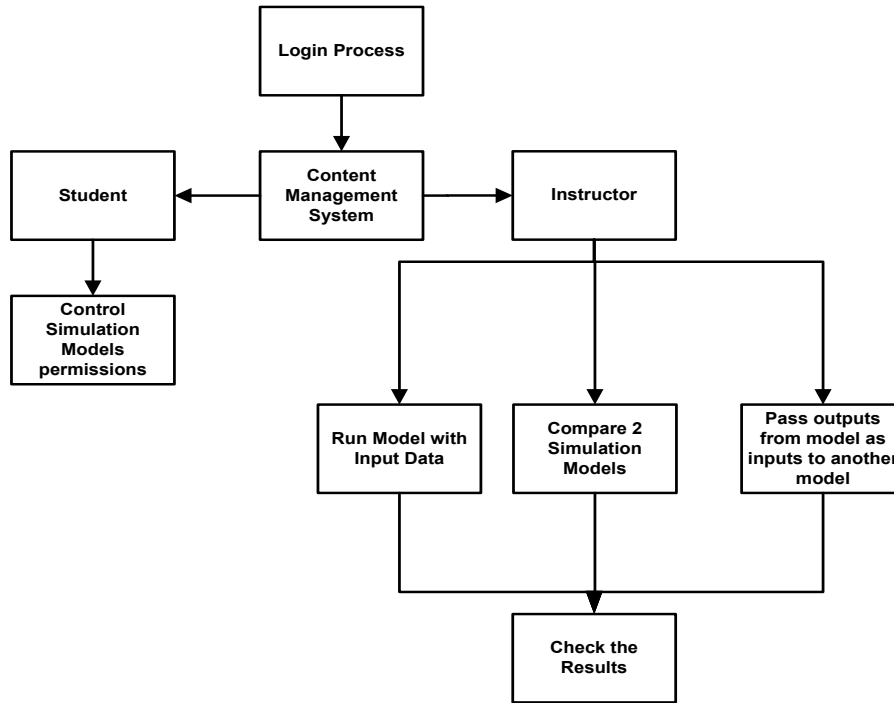 Login Process
Student
Content
Management
System
Instructor
Control
Simulation
Models
permissions
Run Model with
Input Data
Compare 2
Simulation
Models
Pass outputs
from model as
inputs to another
model
Check the
Results